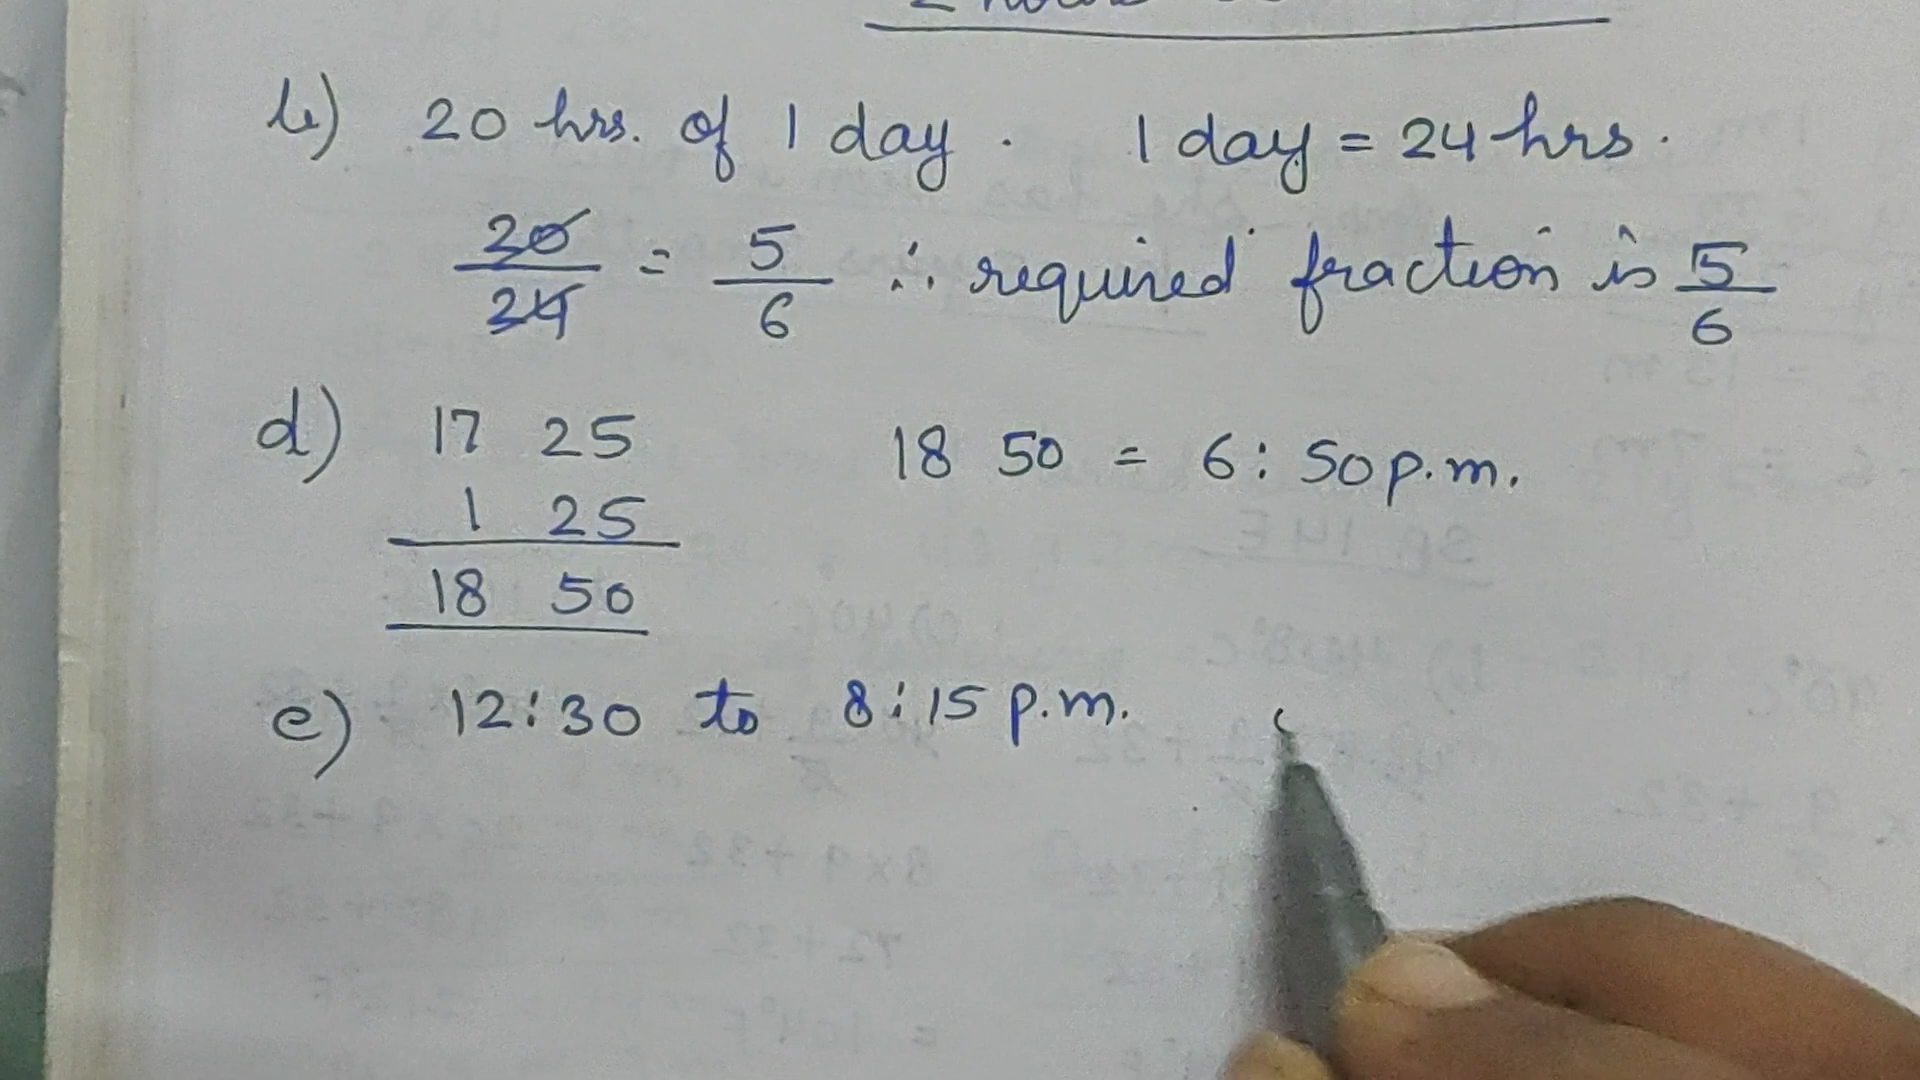 b) 20 hrs. of 1 day. 1 day = 24 hrs.
20/24 = 5/6 ∴ required fraction is 5/6
d) 17 25
1 25
18 50
18 50 = 6:50 p.m.
e) 12:30 to 8:15 p.m.